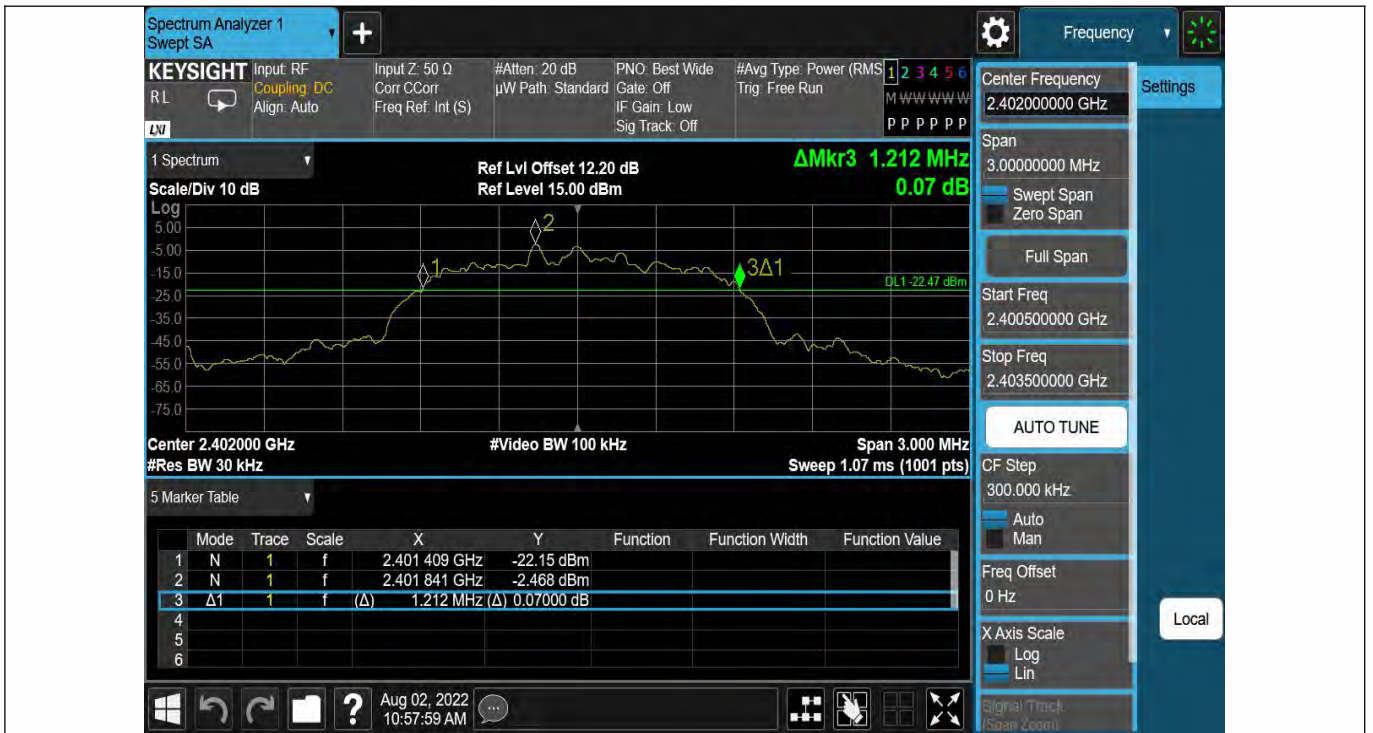 Spectrum Analyzer 1
Swept SA
Frequency
KEYSIGHT
RL
LXI
Input: RF
Coupling: DC
Align: Auto
Input Z: 50 Ω
Corr CCorr
Freq Ref: Int (S)
#Atten: 20 dB
µW Path: Standard
PNO: Best Wide
Gate: Off
IF Gain: Low
Sig Track: Off
#Avg Type: Power (RMS
Trig: Free Run
1 2 3 4 5 6
M W W W W W
P P P P P P
1 Spectrum
Scale/Div 10 dB
Ref Lvl Offset 12.20 dB
Ref Level 15.00 dBm
ΔMkr3 1.212 MHz
0.07 dB
Log
5.00
-5.00
-15.0
-25.0
-35.0
-45.0
-55.0
-65.0
-75.0
1
2
3Δ1
DL1 -22.47 dBm
Center 2.402000 GHz
#Video BW 100 kHz
Span 3.000 MHz
#Res BW 30 kHz
Sweep 1.07 ms (1001 pts)
5 Marker Table
Mode Trace Scale X Y Function Function Width Function Value
1 N 1 f 2.401 409 GHz -22.15 dBm
2 N 1 f 2.401 841 GHz -2.468 dBm
3 Δ1 1 f (Δ) 1.212 MHz (Δ) 0.07000 dB
4
5
6
?
Aug 02, 2022
10:57:59 AM
Center Frequency
2.402000000 GHz
Settings
Span
3.00000000 MHz
Swept Span
Zero Span
Full Span
Start Freq
2.400500000 GHz
Stop Freq
2.403500000 GHz
AUTO TUNE
CF Step
300.000 kHz
Auto
Man
Freq Offset
0 Hz
X Axis Scale
Log
Lin
Local
Signal Track
(Span Zoom)